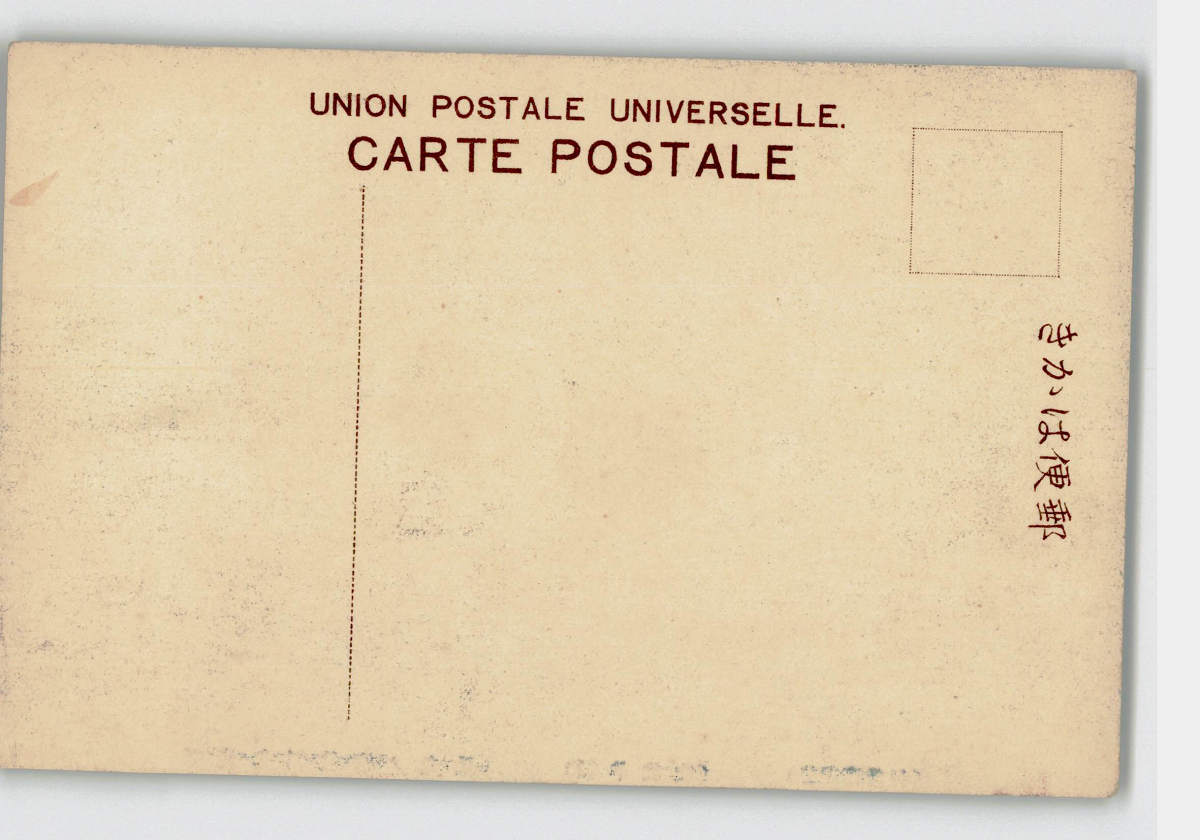 UNION POSTALE UNIVERSELLE.
CARTE POSTALE
きかは便郵